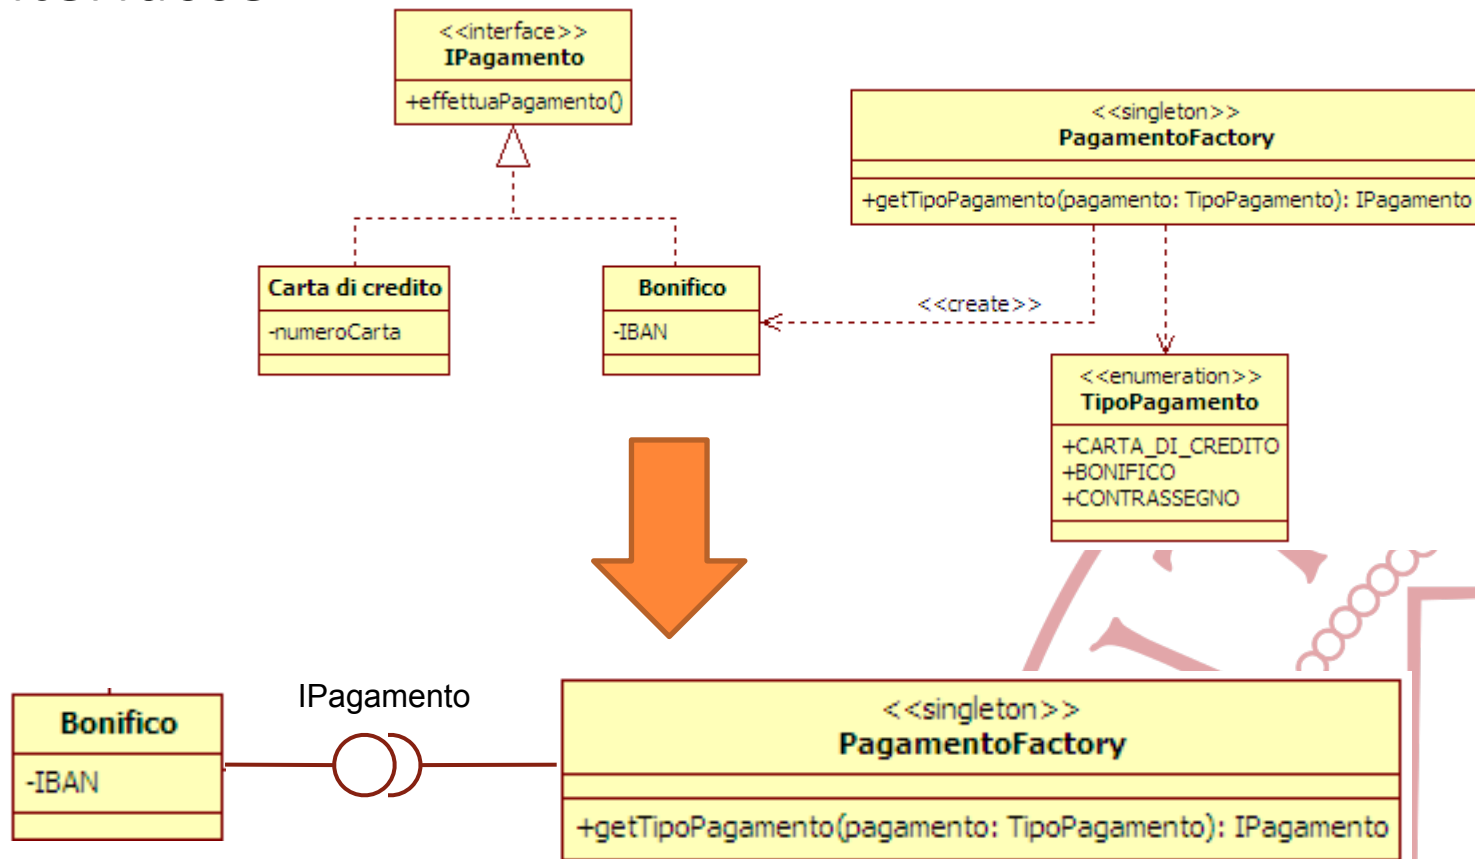 <<interface>>
IPagamento
+effettuaPagamento()
<<singleton>>
PagamentoFactory
+getTipoPagamento(pagamento: TipoPagamento): IPagamento
Carta di credito
-numeroCarta
Bonifico
-IBAN
<<create>>
<<enumeration>>
TipoPagamento
+CARTA_DI_CREDITO
+BONIFICO
+CONTRASSEGNO
Bonifico
-IBAN
IPagamento
<<singleton>>
PagamentoFactory
+getTipoPagamento(pagamento: TipoPagamento): IPagamento